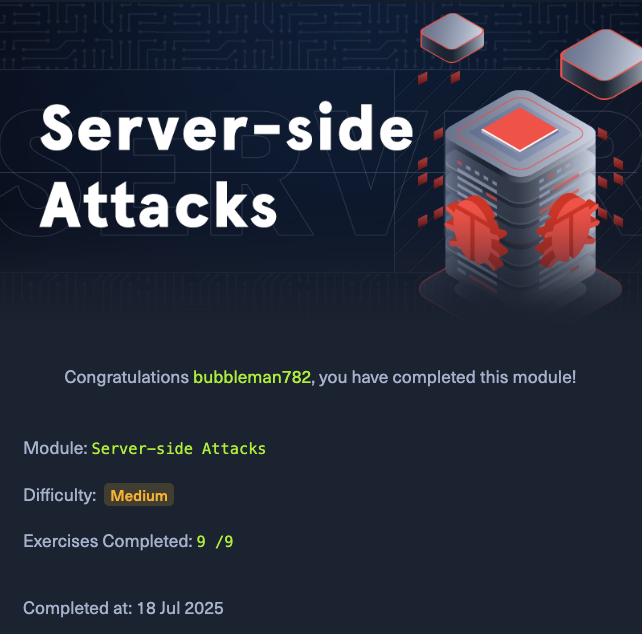 Server-side
Attacks
SERVER
Congratulations bubbleman782, you have completed this module!
Module: Server-side Attacks
Difficulty: Medium
Exercises Completed: 9 /9
Completed at: 18 Jul 2025